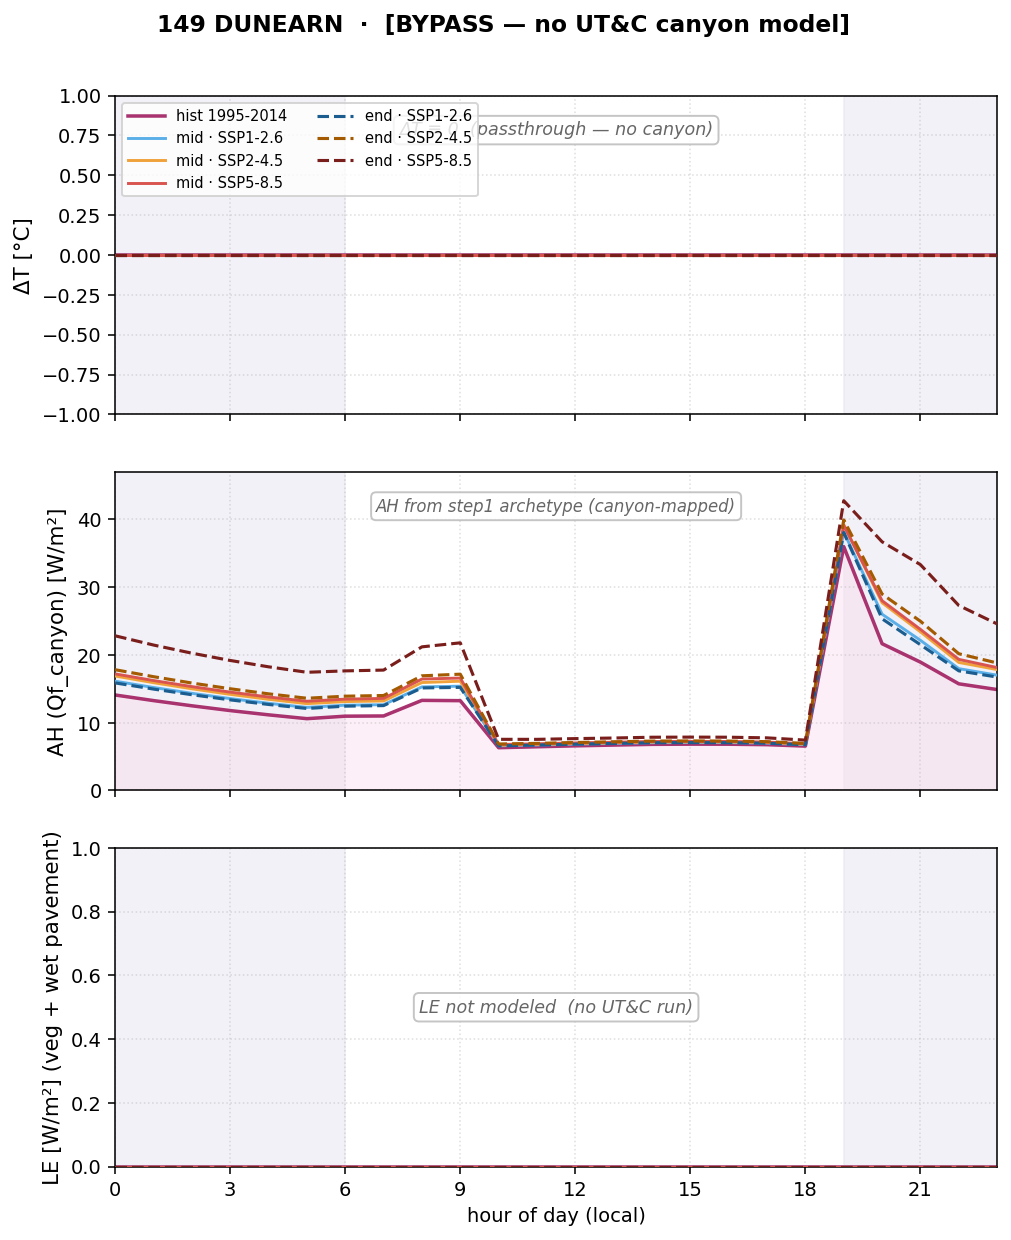 149 DUNEARN · [BYPASS — no UT&C canyon model]
1.00
0.75
0.50
0.25
0.00
−0.25
−0.50
−0.75
−1.00
ΔT [°C]
hist 1995-2014
mid · SSP1-2.6
mid · SSP2-4.5
mid · SSP5-8.5
end · SSP1-2.6
end · SSP2-4.5
end · SSP5-8.5
(passthrough — no canyon)
40
30
20
10
0
AH (Qf_canyon) [W/m²]
AH from step1 archetype (canyon-mapped)
1.0
0.8
0.6
0.4
0.2
0.0
LE [W/m²] (veg + wet pavement)
LE not modeled (no UT&C run)
0 3 6 9 12 15 18 21
hour of day (local)